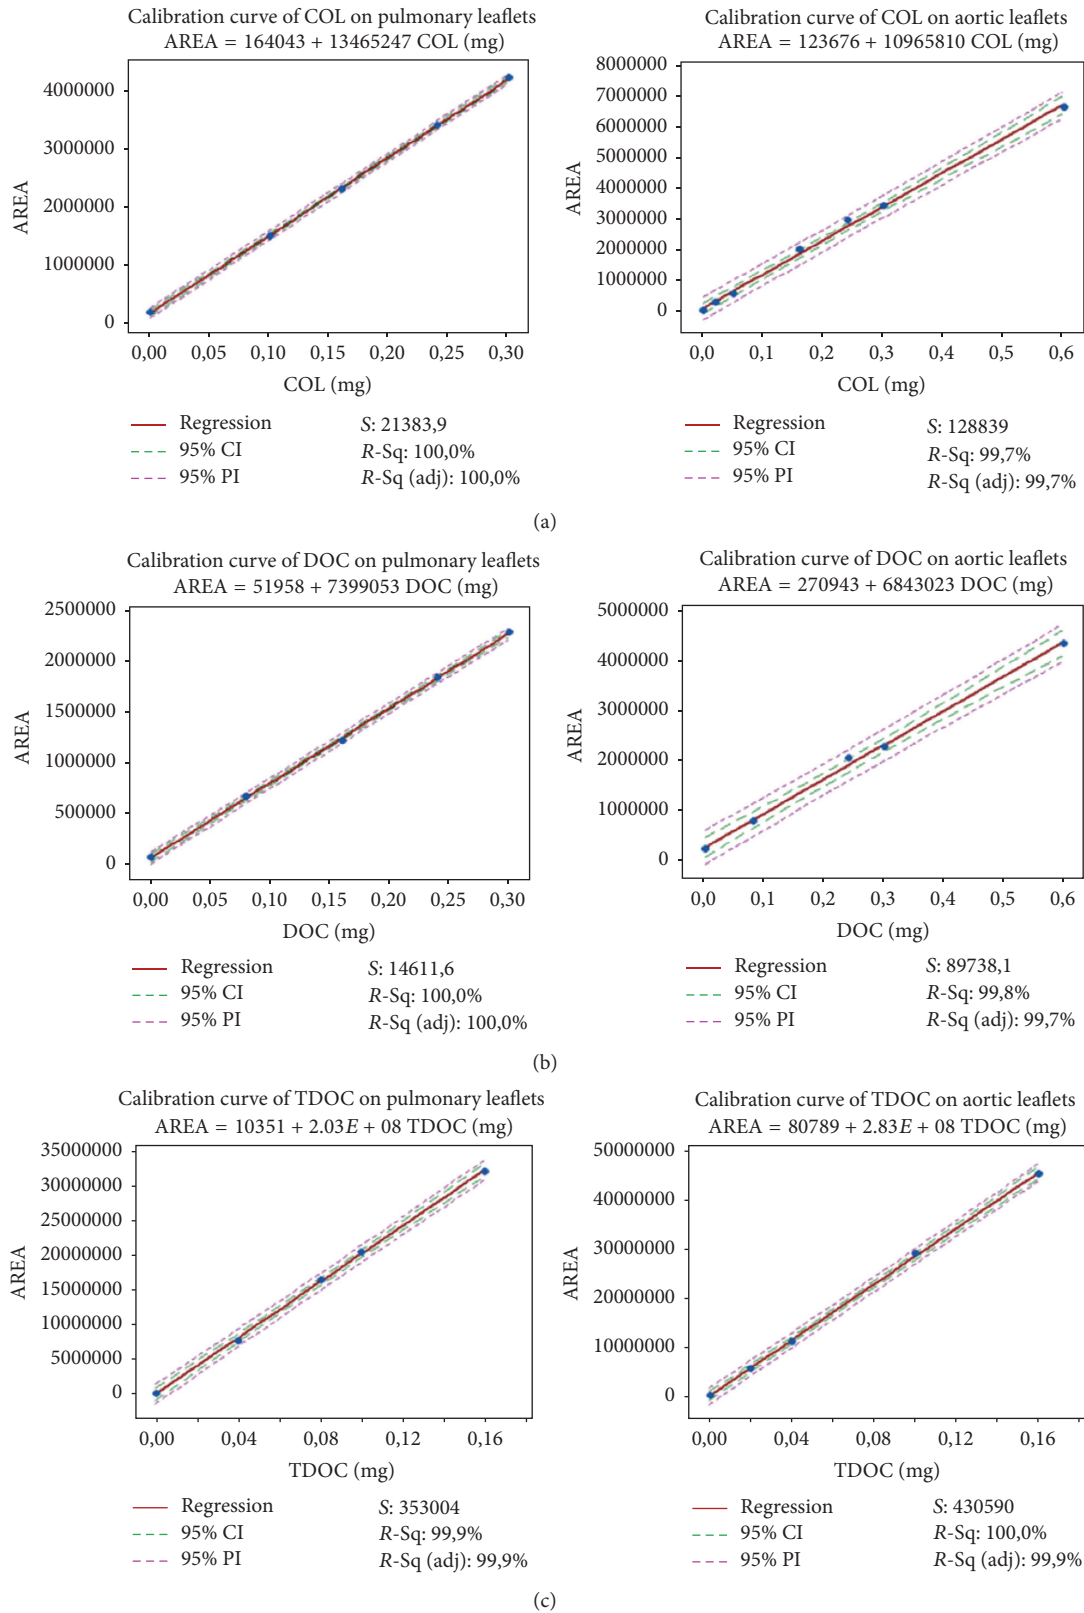 Calibration curve of COL on pulmonary leaflets
AREA = 164043 + 13465247 COL (mg)
4000000
3000000
2000000
1000000
0
AREA
0,00 0,05 0,10 0,15 0,20 0,25 0,30
COL (mg)
Regression
95% CI
95% PI
S: 21383,9
R-Sq: 100,0%
R-Sq (adj): 100,0%
Calibration curve of COL on aortic leaflets
AREA = 123676 + 10965810 COL (mg)
8000000
7000000
6000000
5000000
4000000
3000000
2000000
1000000
0
AREA
0,0 0,1 0,2 0,3 0,4 0,5 0,6
COL (mg)
Regression
95% CI
95% PI
S: 128839
R-Sq: 99,7%
R-Sq (adj): 99,7%
(a)
Calibration curve of DOC on pulmonary leaflets
AREA = 51958 + 7399053 DOC (mg)
2500000
2000000
1500000
1000000
500000
0
AREA
0,00 0,05 0,10 0,15 0,20 0,25 0,30
DOC (mg)
Regression
95% CI
95% PI
S: 14611,6
R-Sq: 100,0%
R-Sq (adj): 100,0%
Calibration curve of DOC on aortic leaflets
AREA = 270943 + 6843023 DOC (mg)
5000000
4000000
3000000
2000000
1000000
0
AREA
0,0 0,1 0,2 0,3 0,4 0,5 0,6
DOC (mg)
Regression
95% CI
95% PI
S: 89738,1
R-Sq: 99,8%
R-Sq (adj): 99,7%
(b)
Calibration curve of TDOC on pulmonary leaflets
AREA = 10351 + 2.03E + 08 TDOC (mg)
35000000
30000000
25000000
20000000
15000000
10000000
5000000
0
AREA
0,00 0,04 0,08 0,12 0,16
TDOC (mg)
Regression
95% CI
95% PI
S: 353004
R-Sq: 99,9%
R-Sq (adj): 99,9%
Calibration curve of TDOC on aortic leaflets
AREA = 80789 + 2.83E + 08 TDOC (mg)
50000000
40000000
30000000
20000000
10000000
0
AREA
0,00 0,04 0,08 0,12 0,16
TDOC (mg)
Regression
95% CI
95% PI
S: 430590
R-Sq: 100,0%
R-Sq (adj): 99,9%
(c)